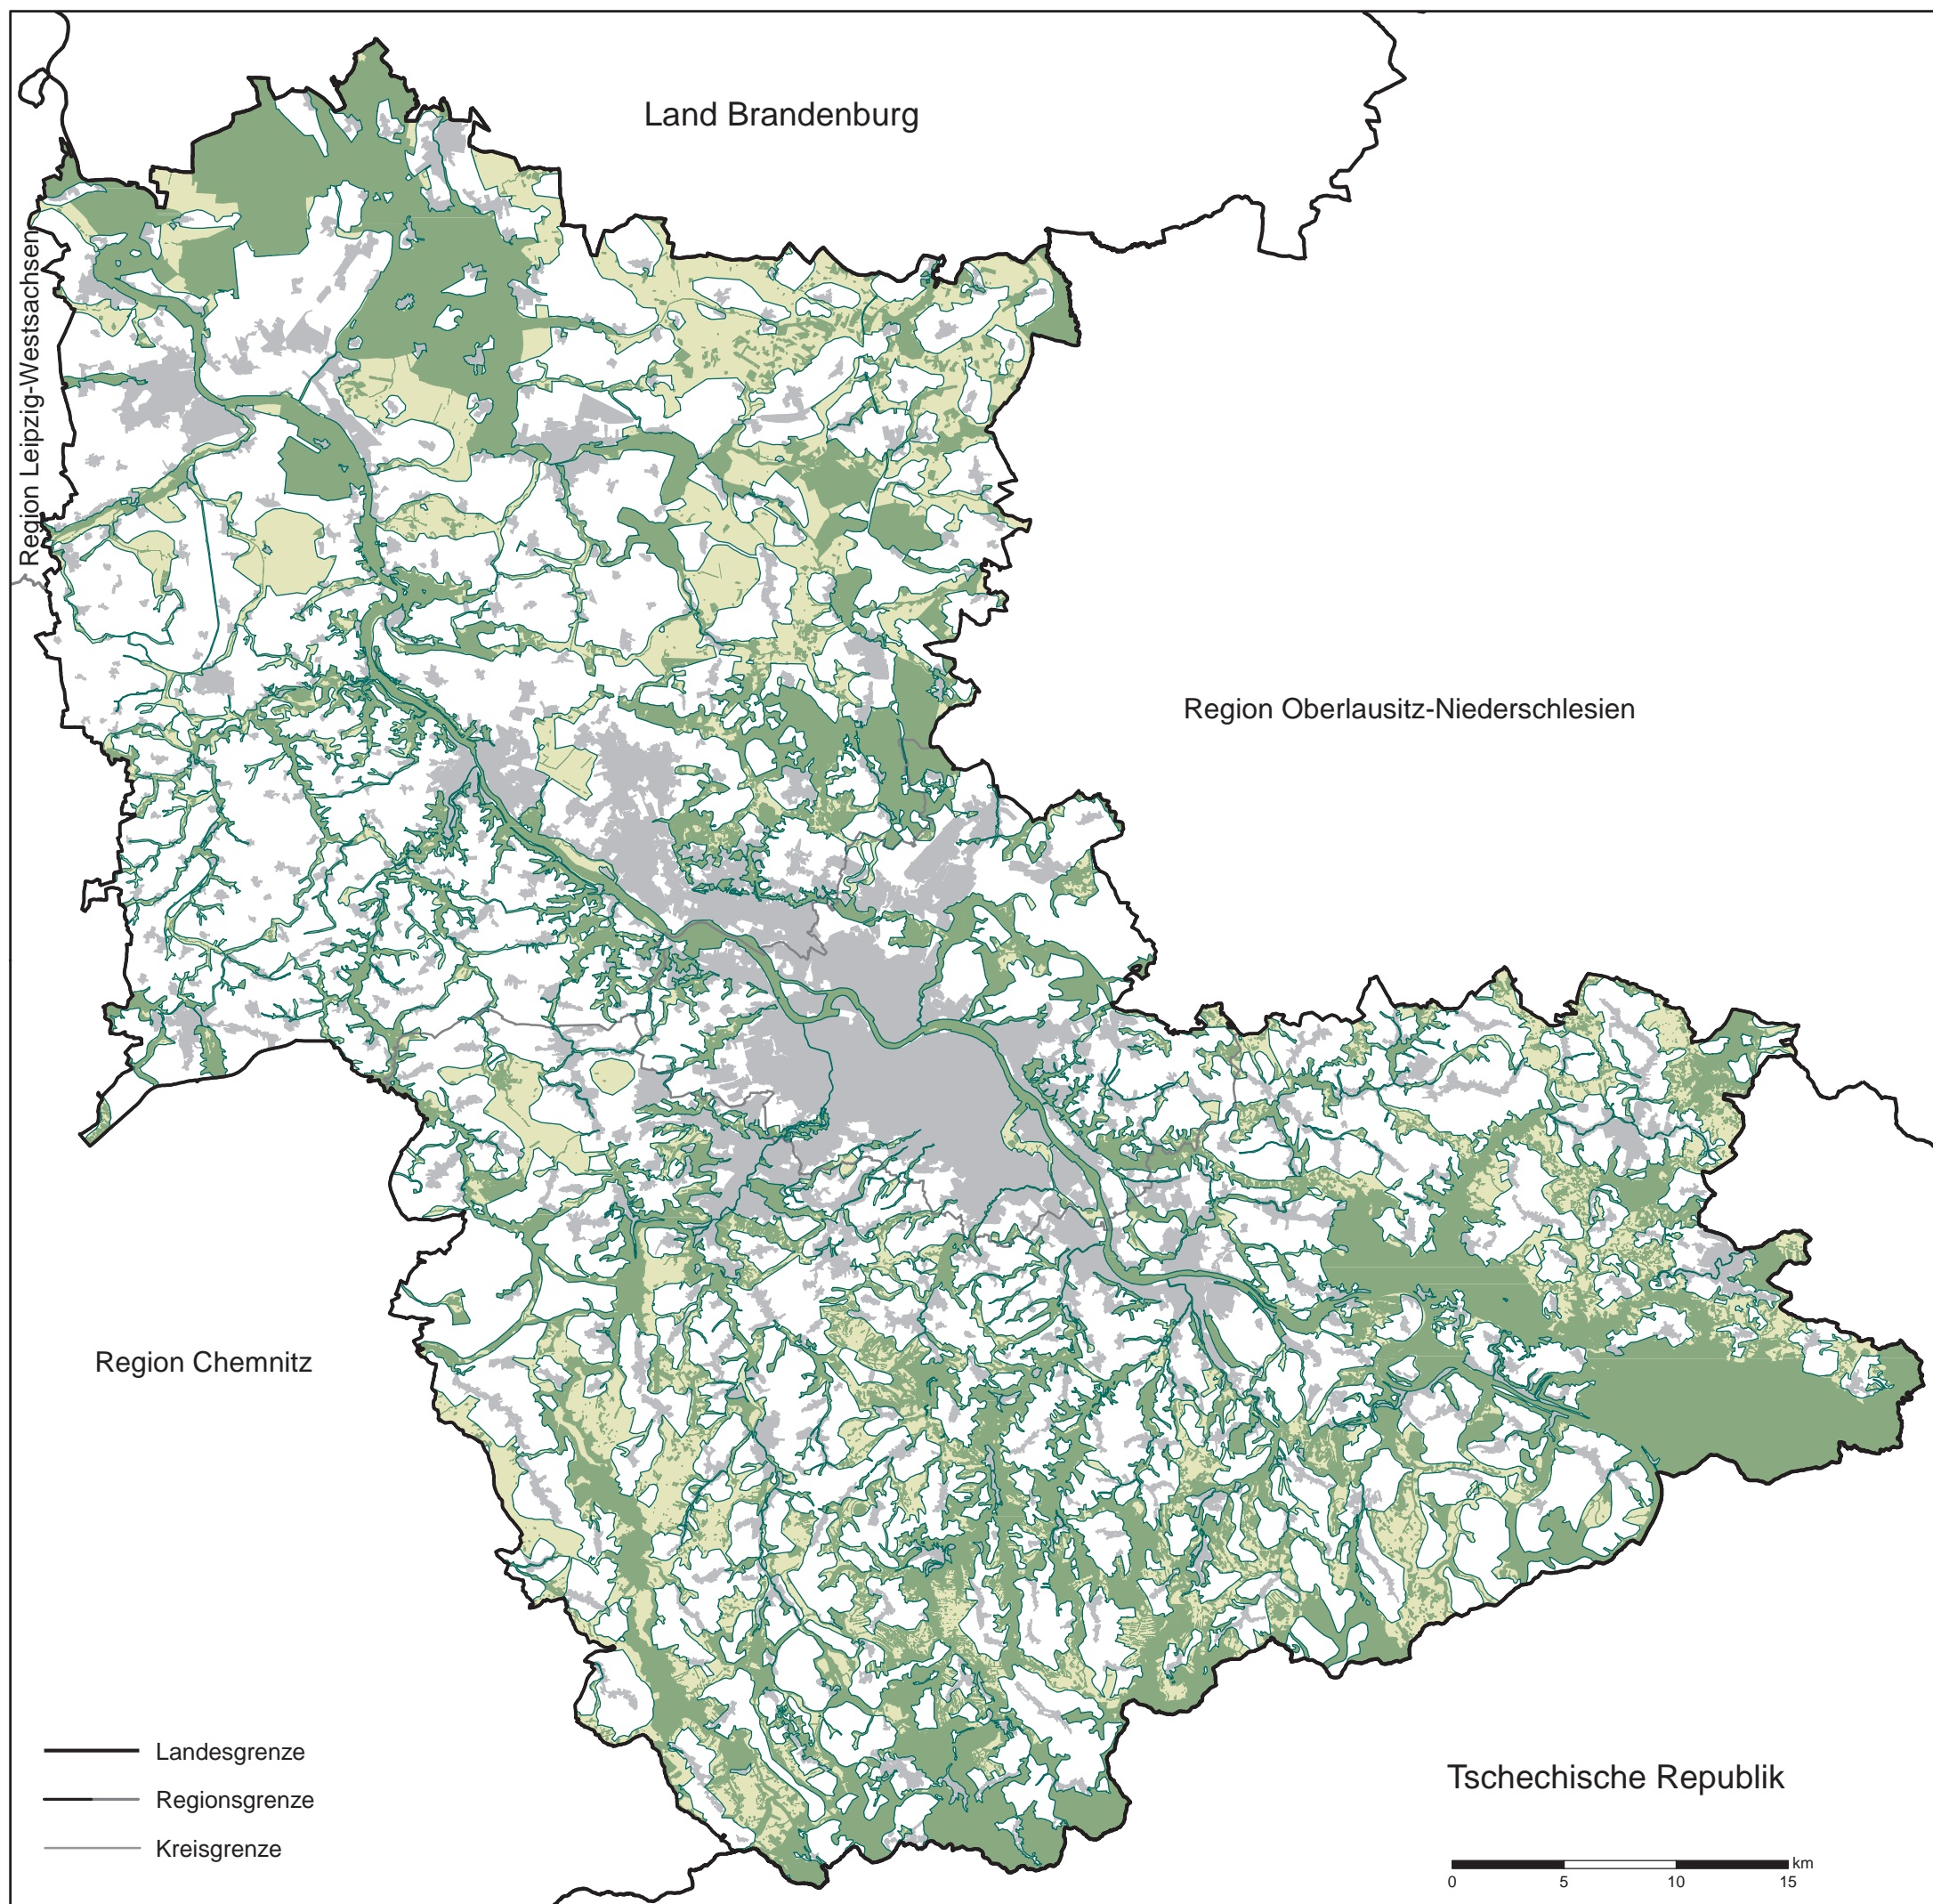 Land Brandenburg
Region Leipzig-Westsachsen
Region Oberlausitz-Niederschlesien
Region Chemnitz
Landesgrenze
Regionsgrenze
Kreisgrenze
Tschechische Republik
km
0 5 10 15